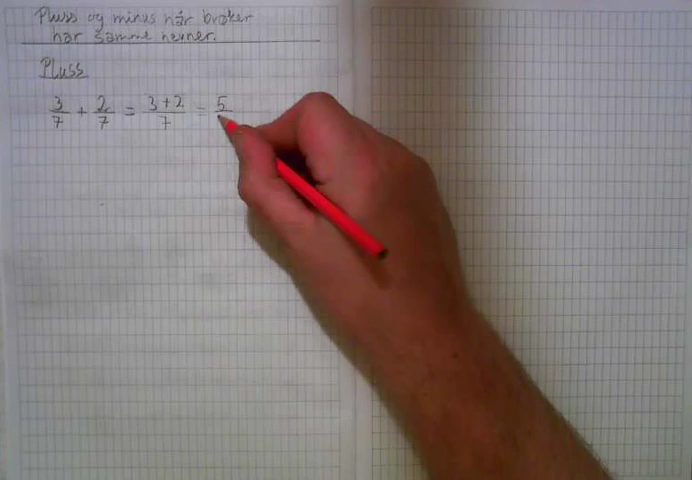 Pluss og minus når brøker
har samme nevner.
Pluss
3/7 + 2/7 = (3+2)/7 = 5/